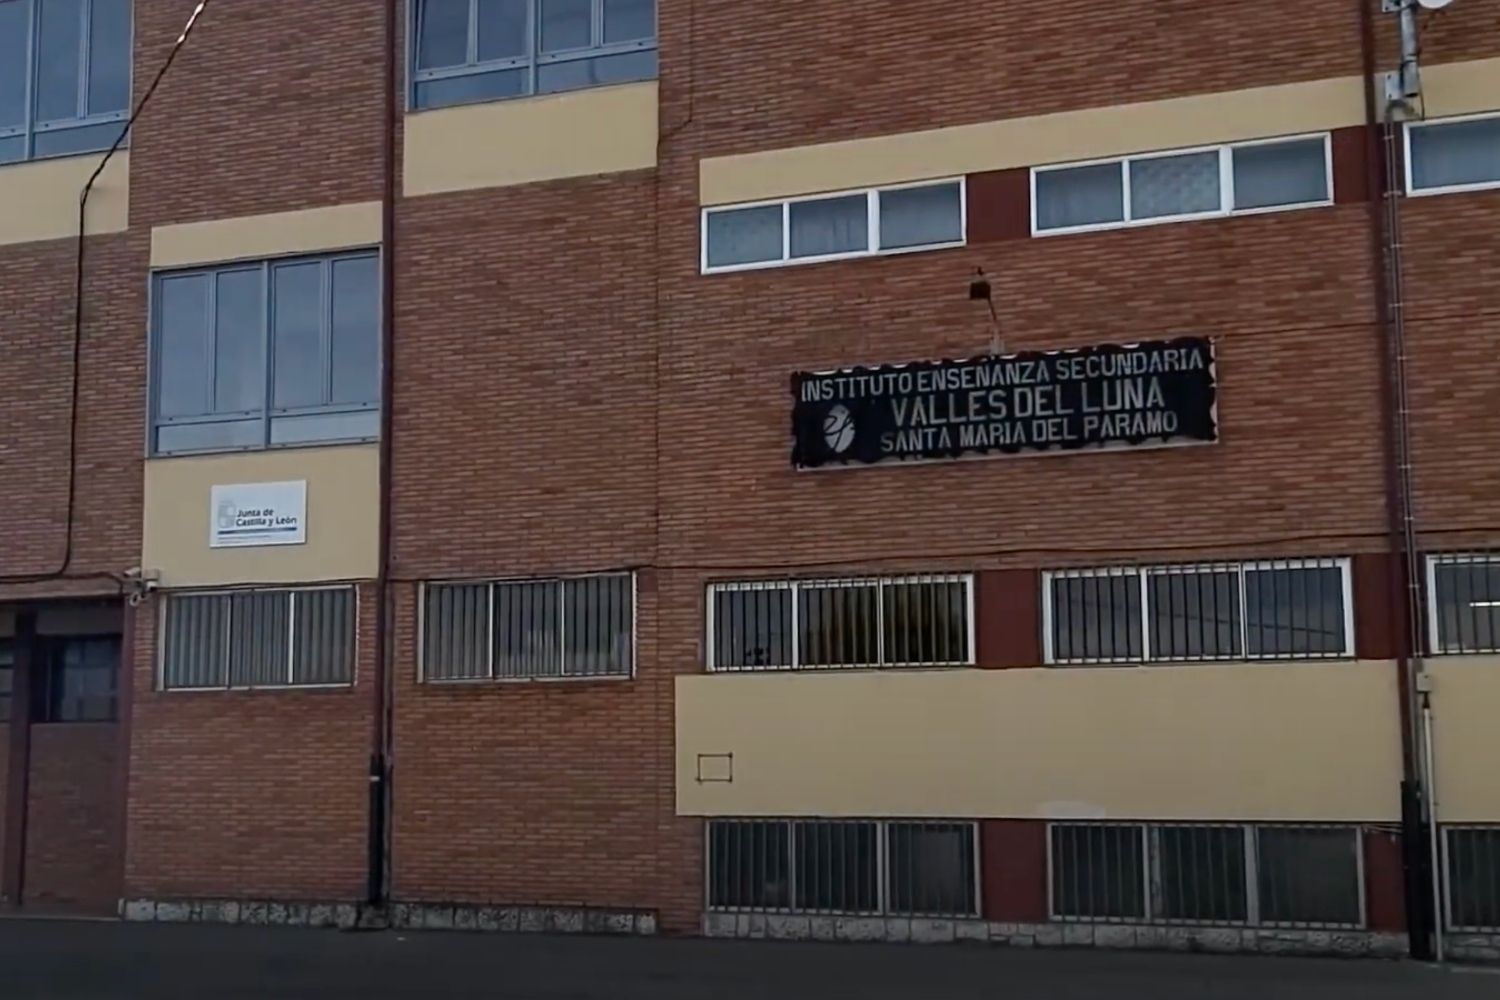 INSTITUTO ENSEÑANZA SECUNDARIA
VALLES DEL LUNA
SANTA MARIA DEL PARAMO
Junta de
Castilla y León